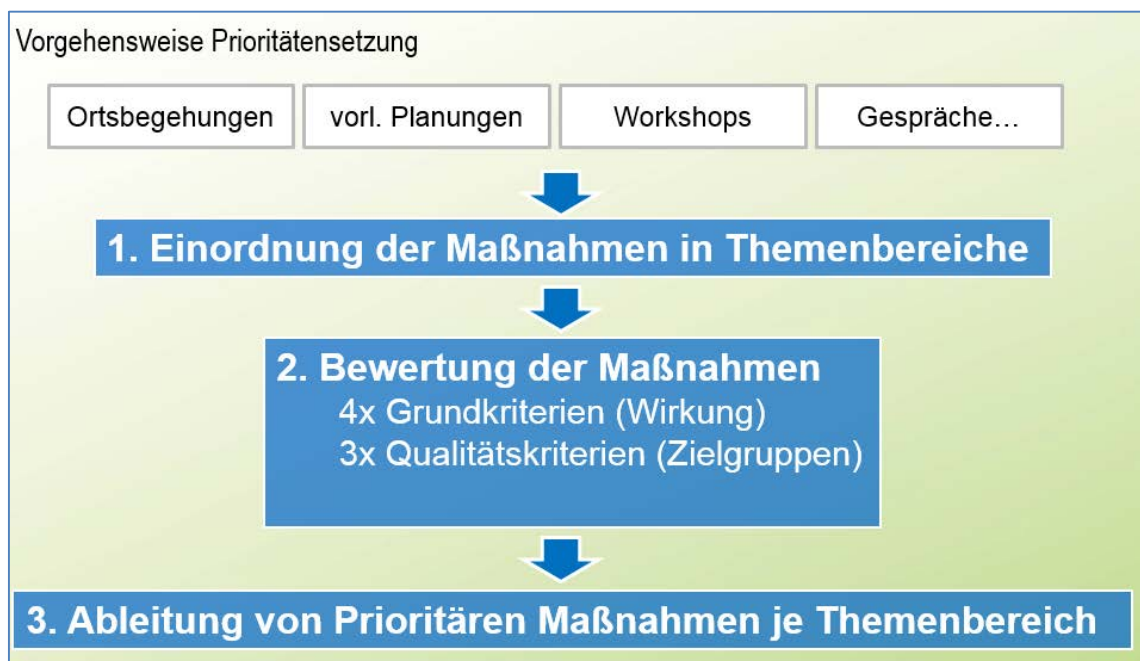 Vorgehensweise Prioritätensetzung
Ortsbegehungen
vorl. Planungen
Workshops
Gespräche…
1. Einordnung der Maßnahmen in Themenbereiche
2. Bewertung der Maßnahmen
4x Grundkriterien (Wirkung)
3x Qualitätskriterien (Zielgruppen)
3. Ableitung von Prioritären Maßnahmen je Themenbereich